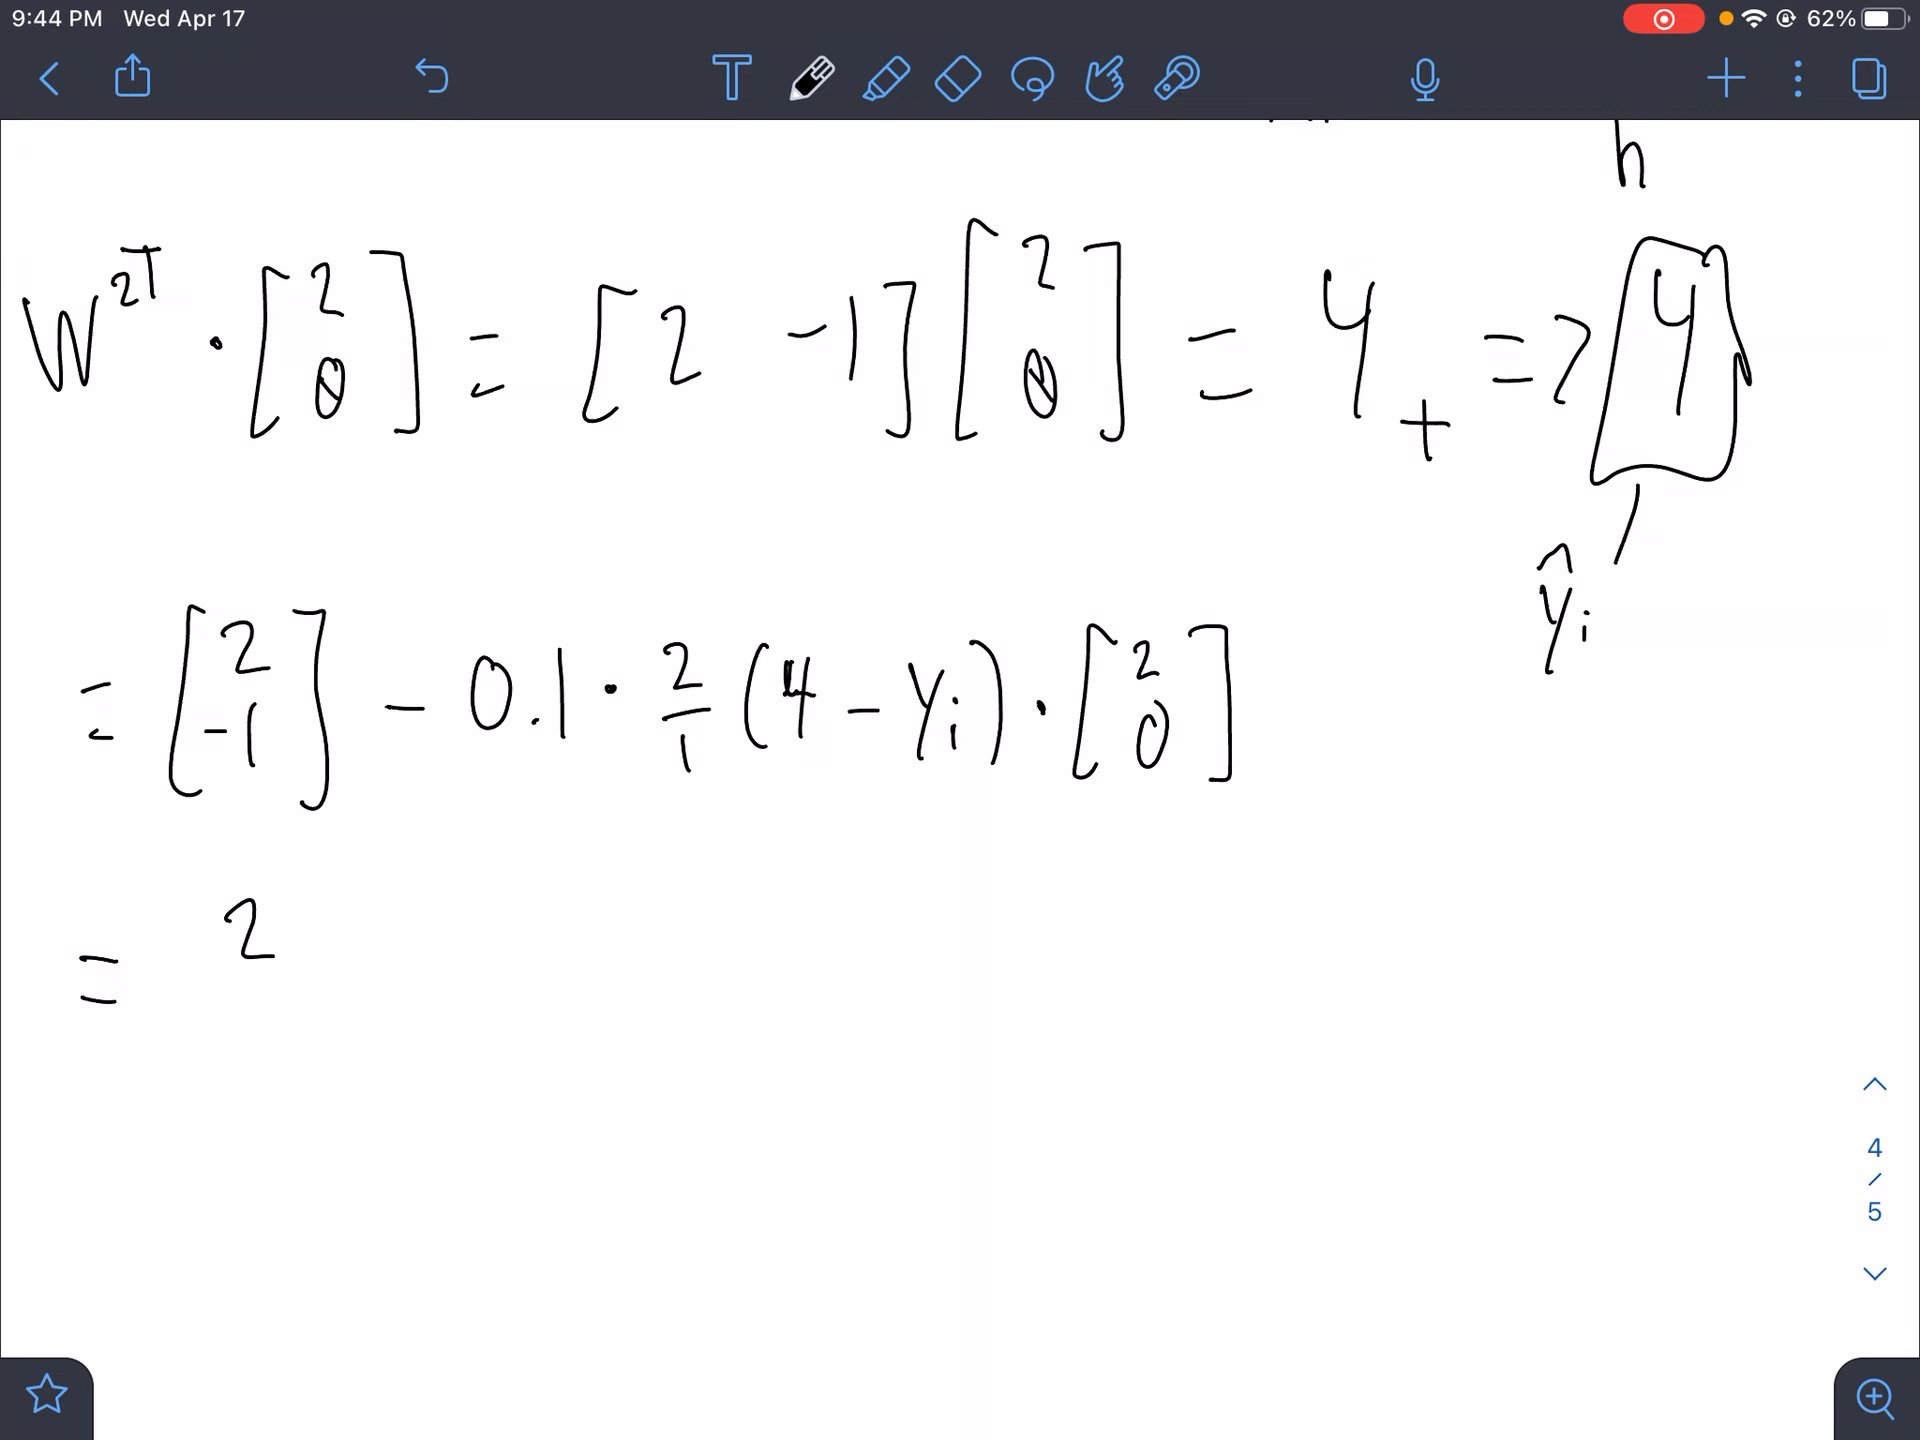 9:44 PM Wed Apr 17 62%
h
W^{2T} · [2 0] = [2 -1] [2 0] = 4_+ => 4
ŷ_i
= [2 -1] - 0.1 · 2/1 (4 - y_i) · [2 0]
= 2
4 / 5